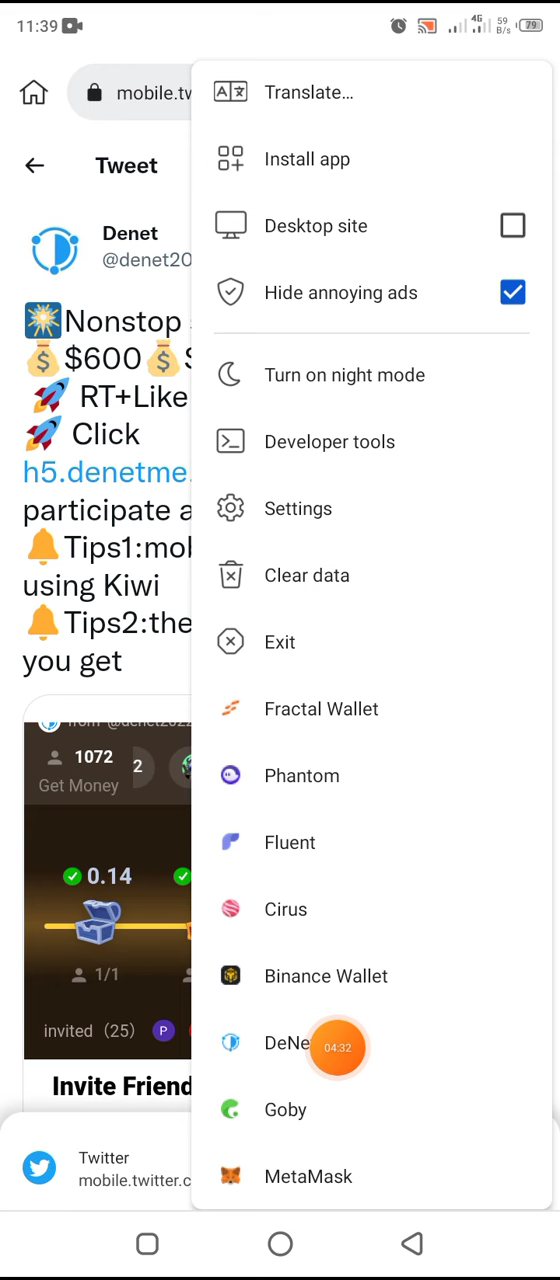 11:39
4G
59
B/s
79
mobile.tw
Translate...
Install app
Desktop site
Hide annoying ads
Turn on night mode
Developer tools
Settings
Clear data
Exit
Fractal Wallet
Phantom
Fluent
Cirus
Binance Wallet
DeNe
04:32
Goby
MetaMask
Tweet
Denet
@denet20
Nonstop
$600 $
RT+Like
Click
h5.denetme.
participate a
Tips1:mob
using Kiwi
Tips2:the
you get
1072
2
Get Money
0.14
1/1
invited (25) P
Invite Friend
Twitter
mobile.twitter.c